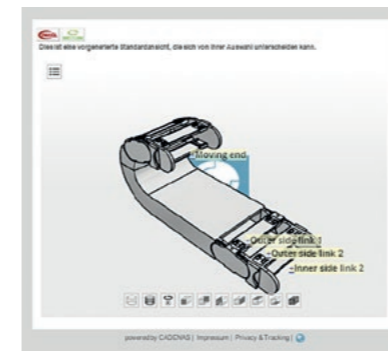 Dies ist eine vorgenerierte Standardansicht, die sich von Ihrer Auswahl unterscheiden kann.
Moving end
Outer side link 1
Outer side link 2
Inner side link 2
powered by CADENAS | Impressum | Privacy & Tracking |